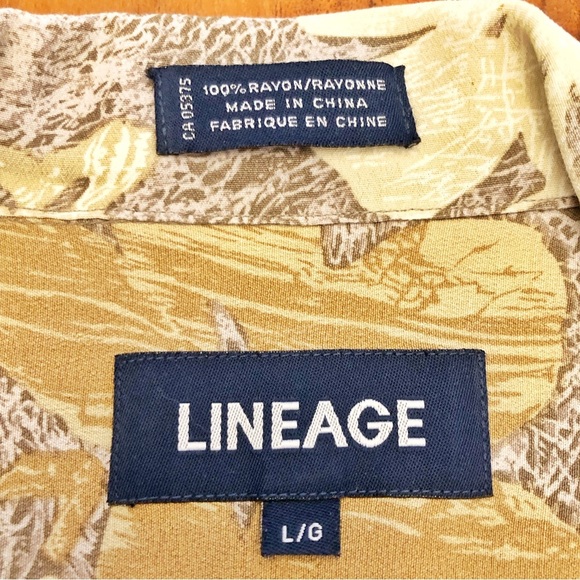 CA 05375
100% RAYON/RAYONNE
MADE IN CHINA
FABRIQUE EN CHINE
LINEAGE
L/G